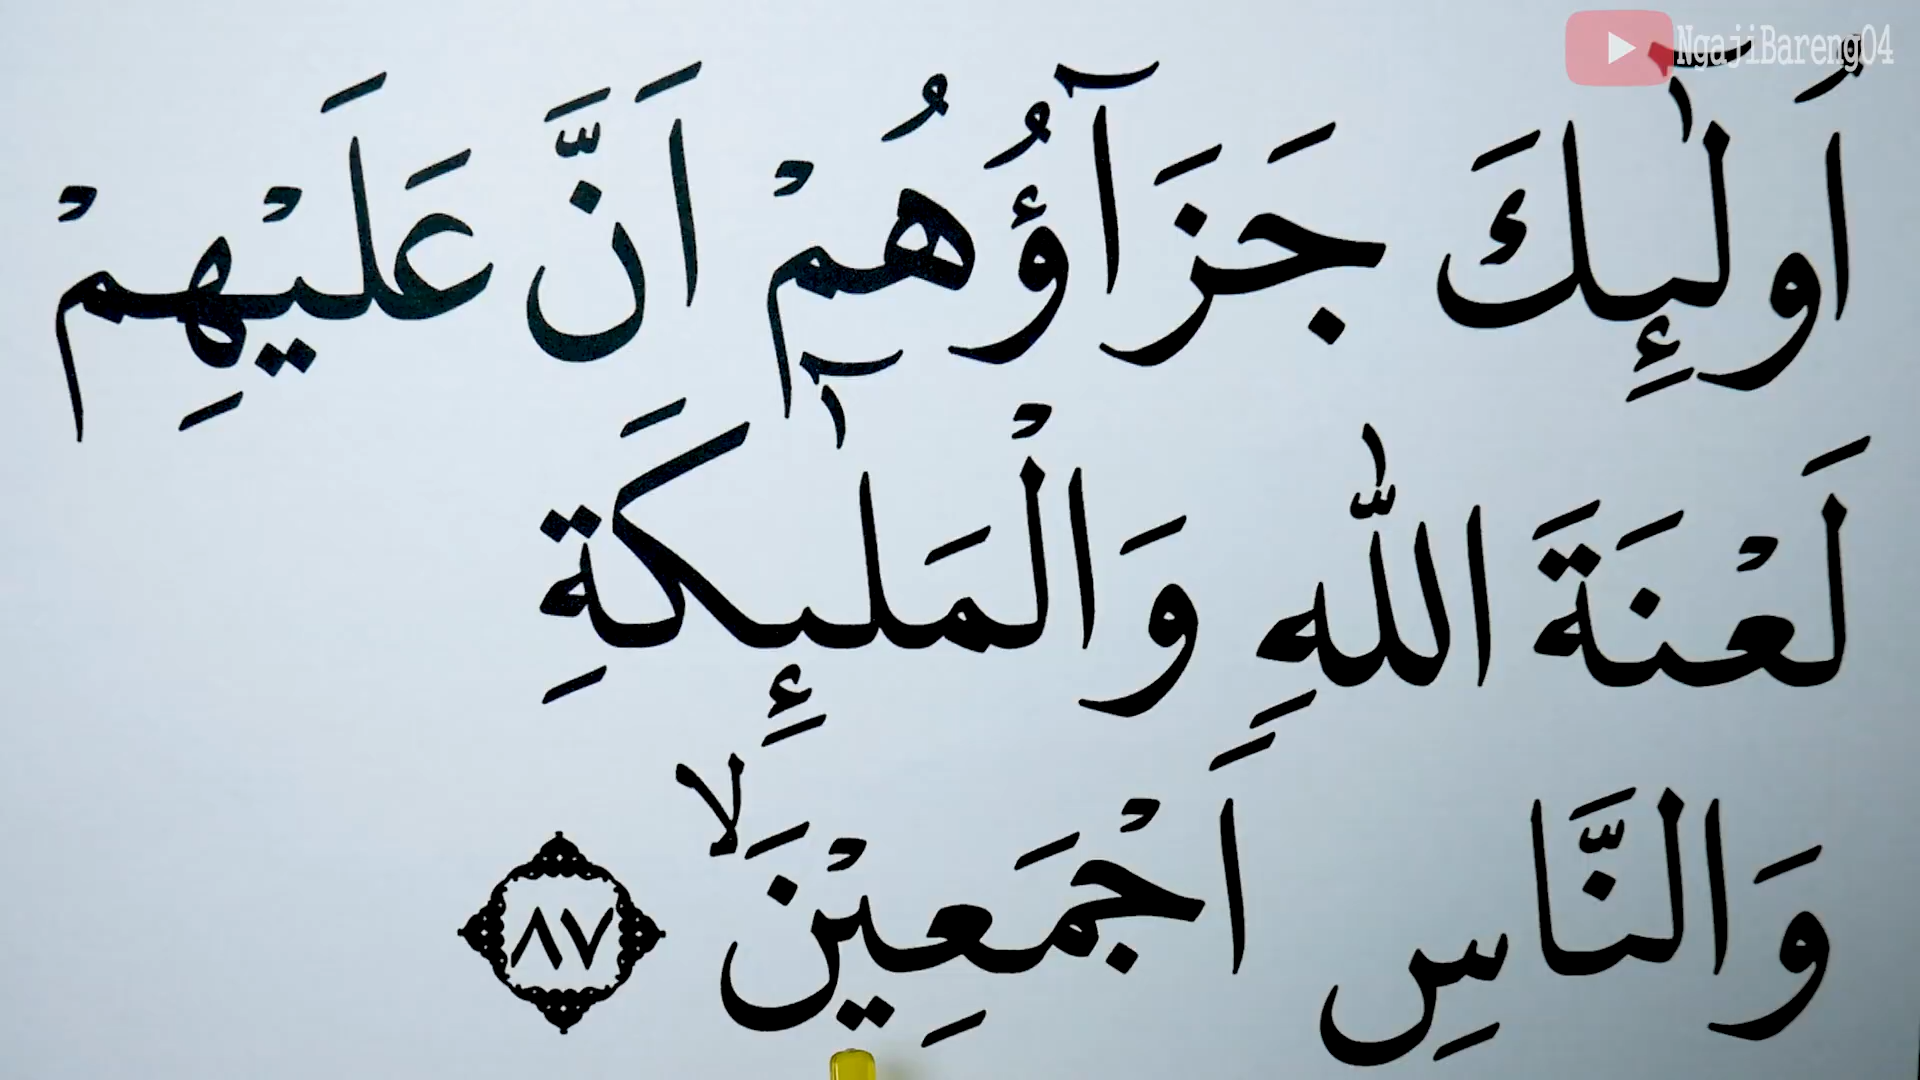 NgajiBareng04
اُولٰٓئِكَ جَزَآؤُهُمْ اَنَّ عَلَيْهِمْ
لَعْنَةَ اللّٰهِ وَالْمَلٰٓئِكَةِ
وَالنَّاسِ اَجْمَعِيْنَۙ ٨٧